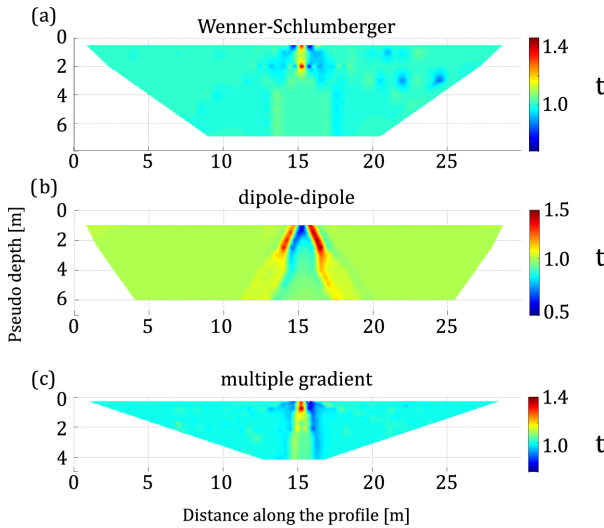 (a)
Wenner-Schlumberger
0
2
4
6
0 5 10 15 20 25
1.4
1.0
t
(b)
dipole-dipole
0
2
4
6
0 5 10 15 20 25
1.5
1.0
0.5
t
Pseudo depth [m]
(c)
multiple gradient
0
2
4
0 5 10 15 20 25
1.4
1.0
t
Distance along the profile [m]